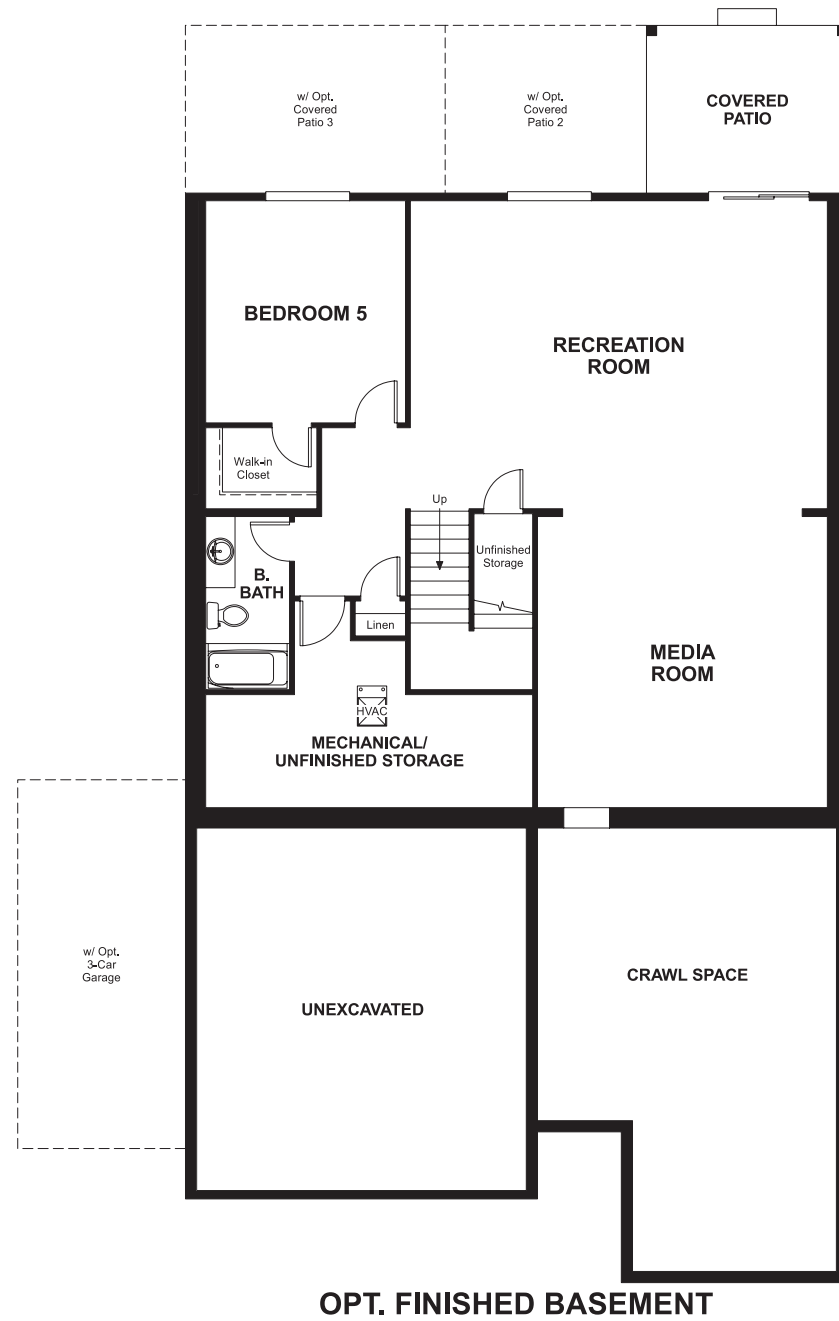 w/ Opt.
Covered
Patio 3
w/ Opt.
Covered
Patio 2
COVERED
PATIO
BEDROOM 5
RECREATION
ROOM
Walk-in
Closet
Up
Unfinished
Storage
B.
BATH
Linen
MEDIA
ROOM
HVAC
MECHANICAL/
UNFINISHED STORAGE
w/ Opt.
3-Car
Garage
UNEXCAVATED
CRAWL SPACE
OPT. FINISHED BASEMENT